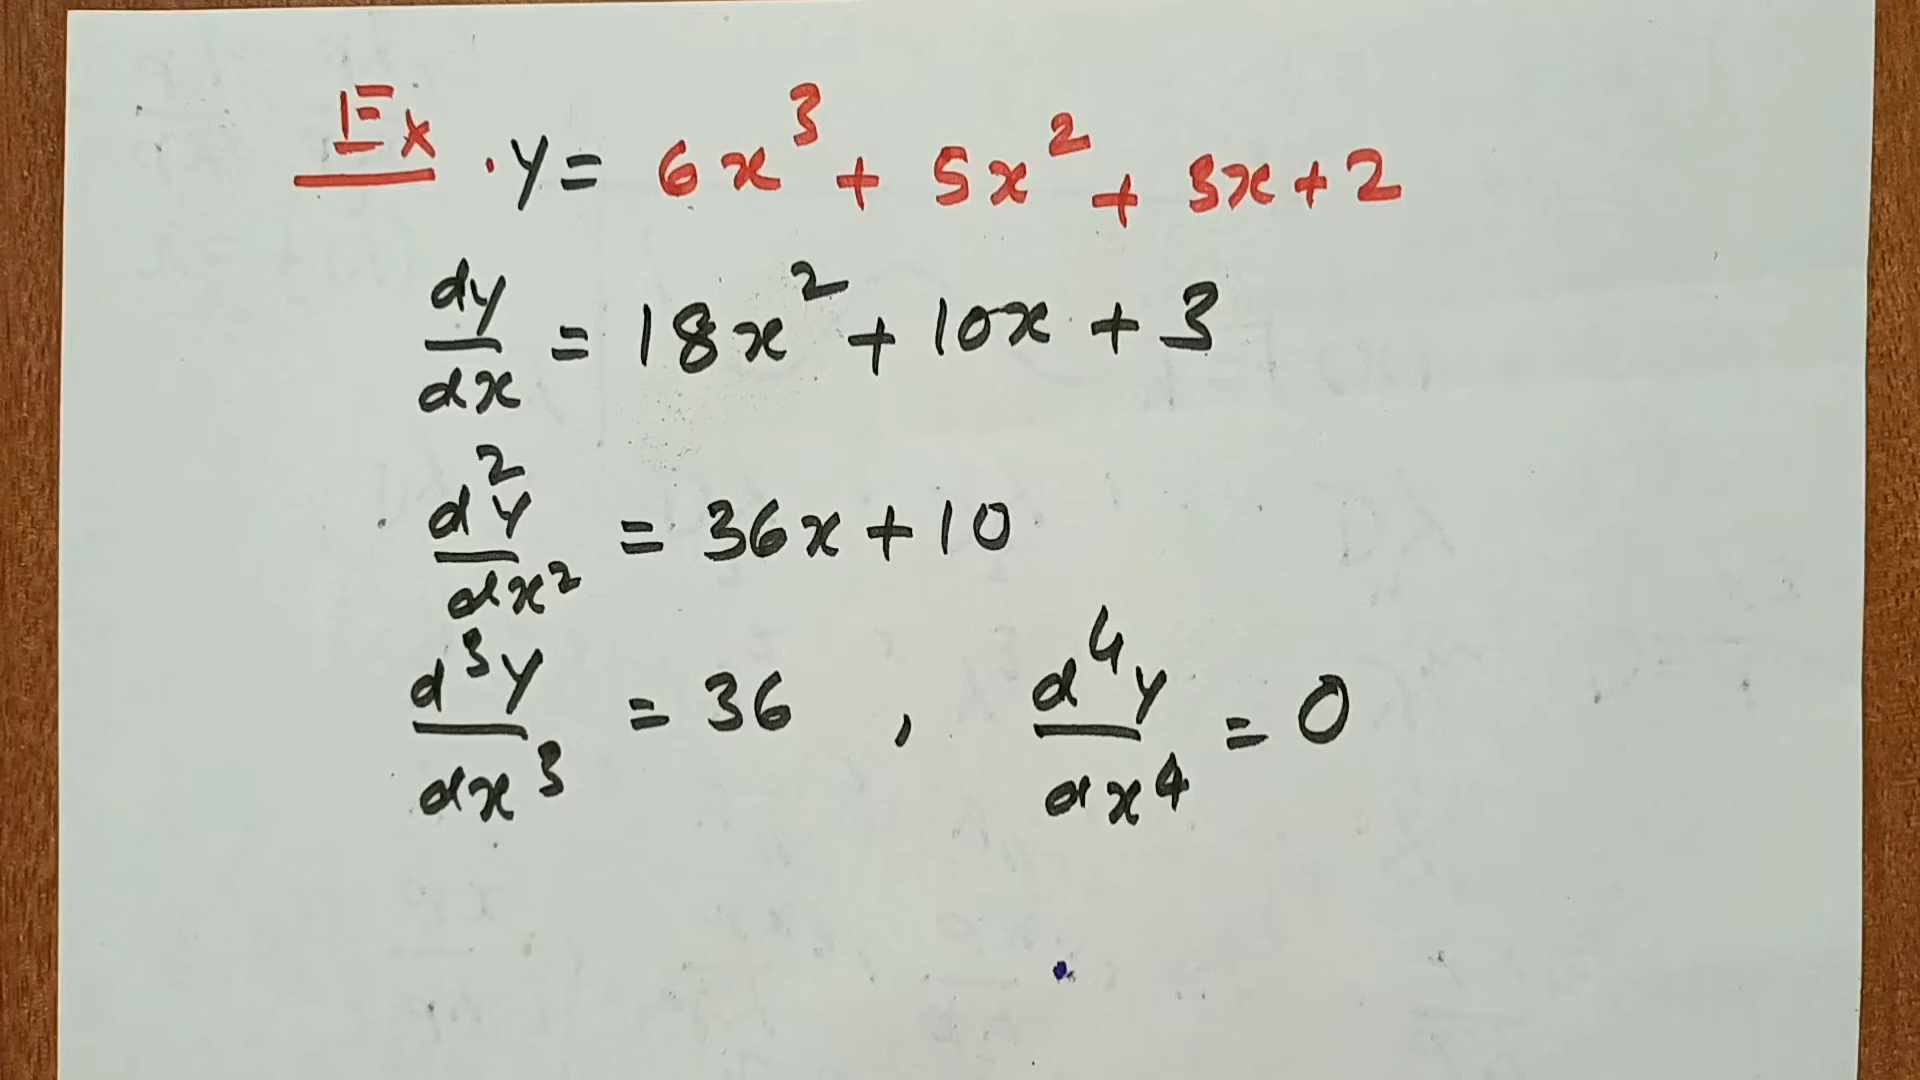 Ex . y = 6x³ + 5x² + 3x + 2
dy/dx = 18x² + 10x + 3
d²y/dx² = 36x + 10
d³y/dx³ = 36 , d⁴y/dx⁴ = 0